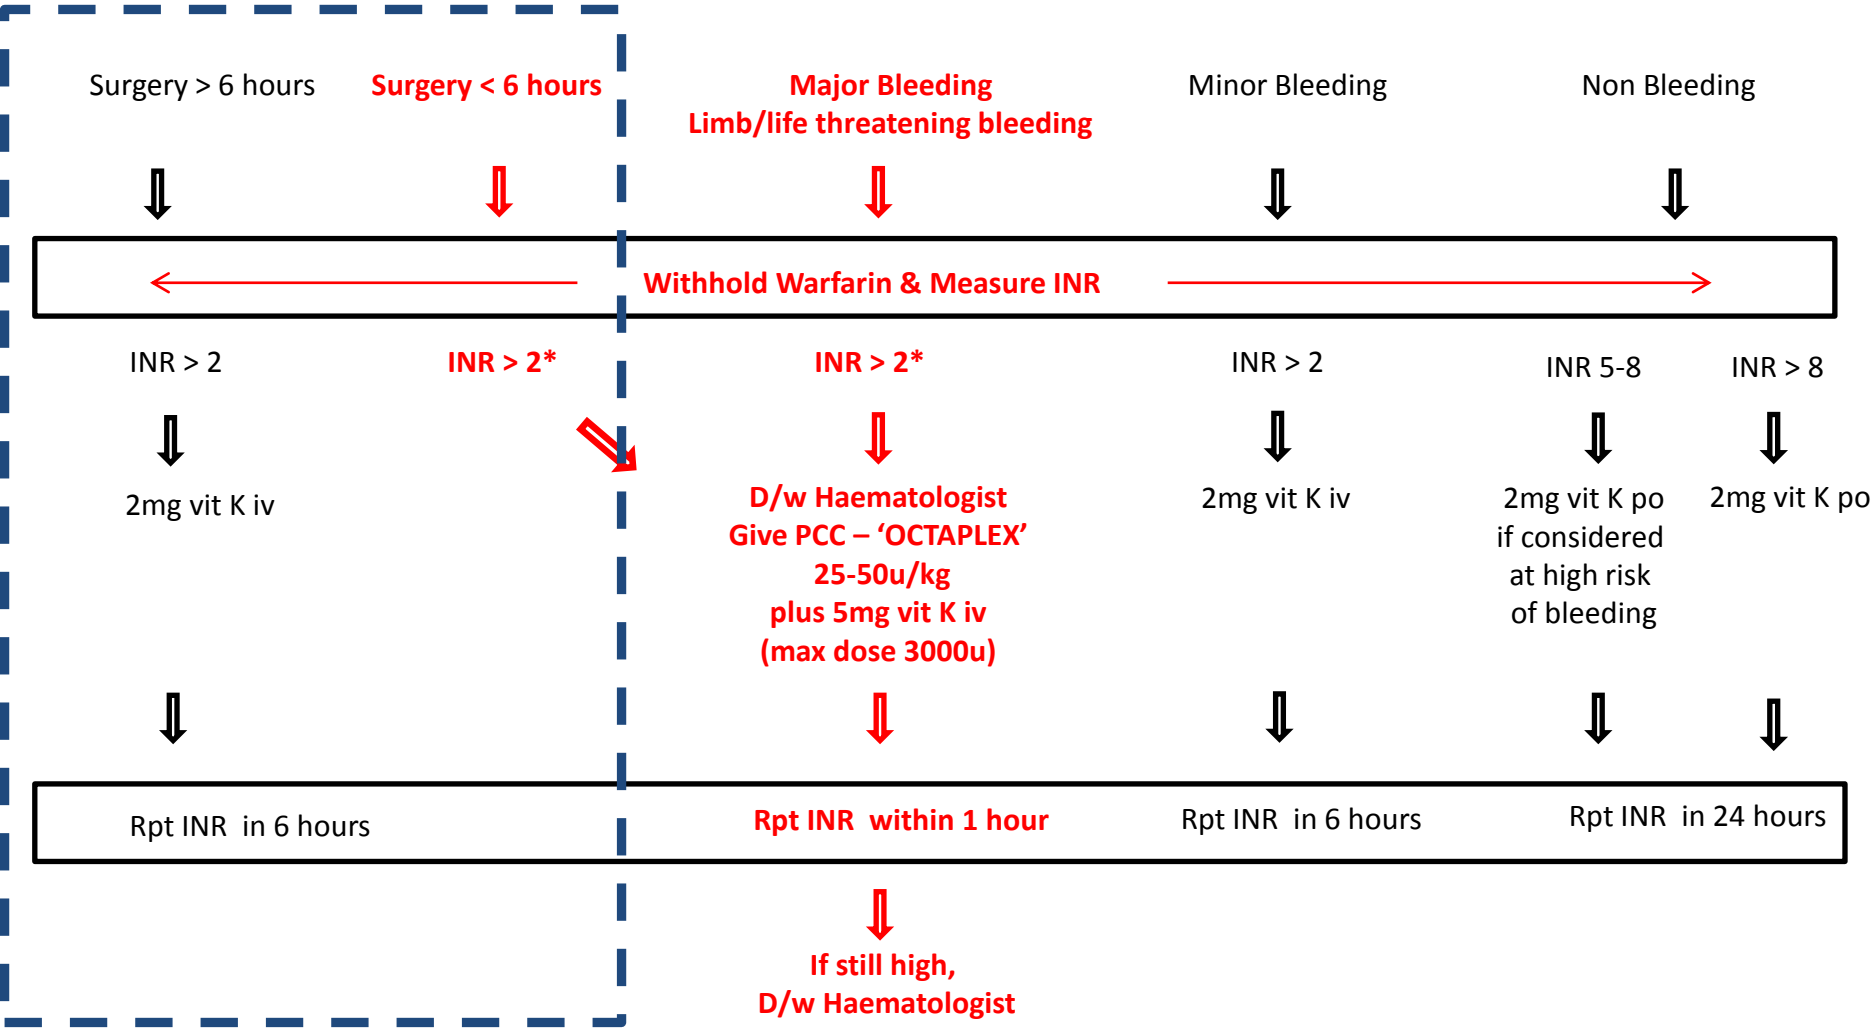 Surgery > 6 hours
Surgery < 6 hours
Major Bleeding
Limb/life threatening bleeding
Minor Bleeding
Non Bleeding
Withhold Warfarin & Measure INR
INR > 2
INR > 2*
INR > 2*
INR > 2
INR 5-8
INR > 8
2mg vit K iv
D/w Haematologist
Give PCC – ‘OCTAPLEX’
25-50u/kg
plus 5mg vit K iv
(max dose 3000u)
2mg vit K iv
2mg vit K po
if considered
at high risk
of bleeding
2mg vit K po
Rpt INR  in 6 hours
Rpt INR  within 1 hour
Rpt INR  in 6 hours
Rpt INR  in 24 hours
If still high,
D/w Haematologist